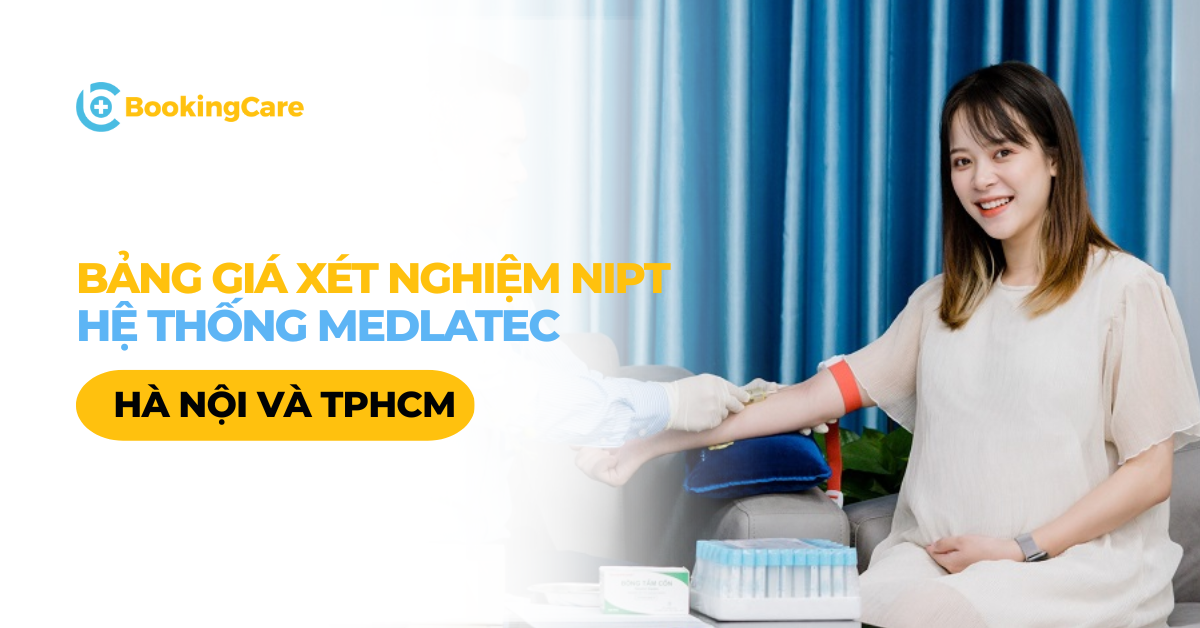 BookingCare
BẢNG GIÁ XÉT NGHIỆM NIPT
HỆ THỐNG MEDLATEC
HÀ NỘI VÀ TPHCM
BÔNG TẨM CỒN